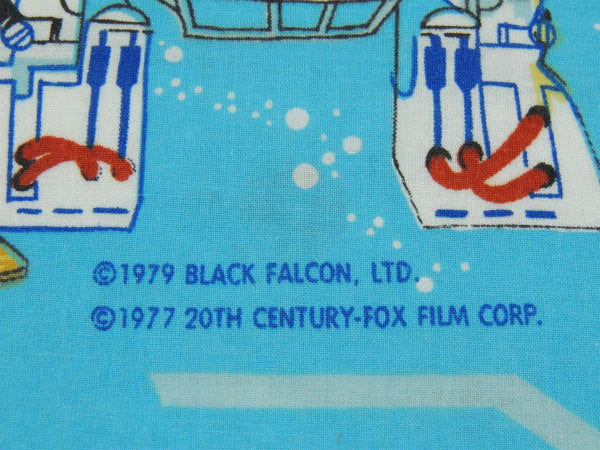 ©1979 BLACK FALCON, LTD.
©1977 20TH CENTURY-FOX FILM CORP.